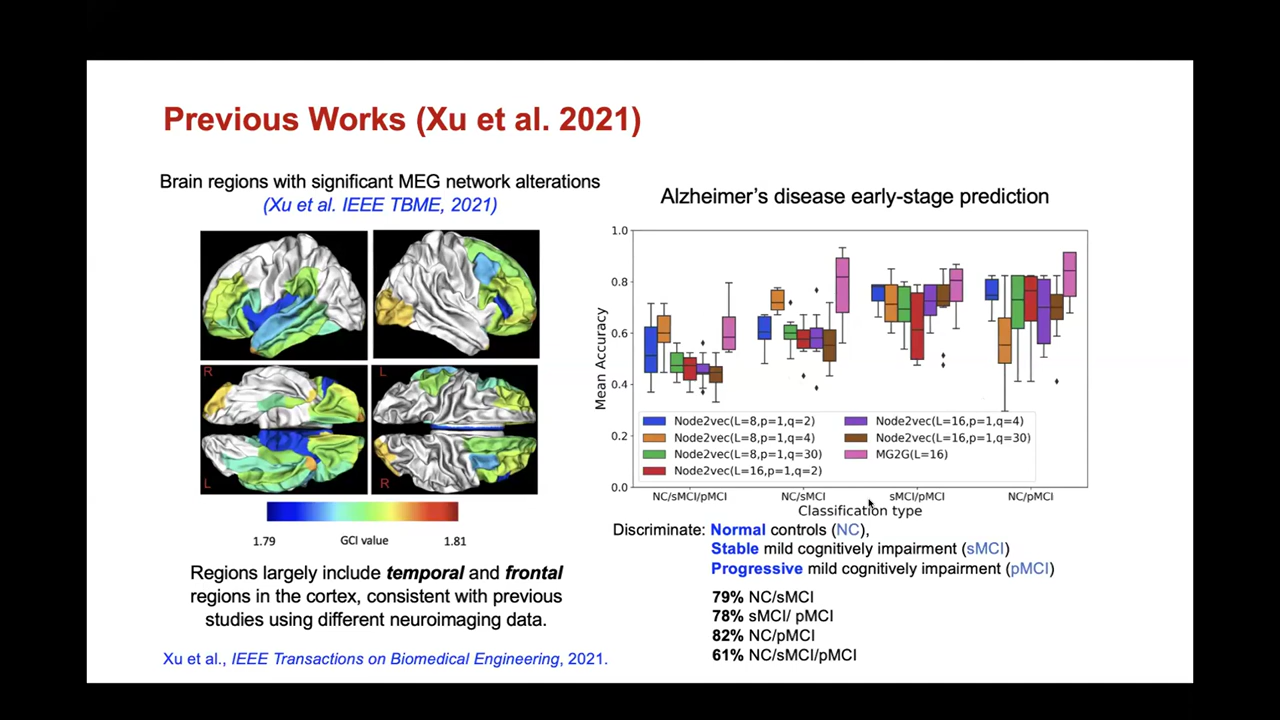 Previous Works (Xu et al. 2021)
Brain regions with significant MEG network alterations
(Xu et al. IEEE TBME, 2021)
R
L
L
R
1.79
GCI value
1.81
Regions largely include temporal and frontal
regions in the cortex, consistent with previous
studies using different neuroimaging data.
Xu et al., IEEE Transactions on Biomedical Engineering, 2021.
Alzheimer's disease early-stage prediction
Mean Accuracy
1.0
0.8
0.6
0.4
0.2
0.0
Node2vec(L=8,p=1,q=2)
Node2vec(L=8,p=1,q=4)
Node2vec(L=8,p=1,q=30)
Node2vec(L=16,p=1,q=2)
Node2vec(L=16,p=1,q=4)
Node2vec(L=16,p=1,q=30)
MG2G(L=16)
NC/sMCI/pMCI
NC/sMCI
sMCI/pMCI
NC/pMCI
Classification type
Discriminate: Normal controls (NC),
Stable mild cognitively impairment (sMCI)
Progressive mild cognitively impairment (pMCI)
79% NC/sMCI
78% sMCI/ pMCI
82% NC/pMCI
61% NC/sMCI/pMCI